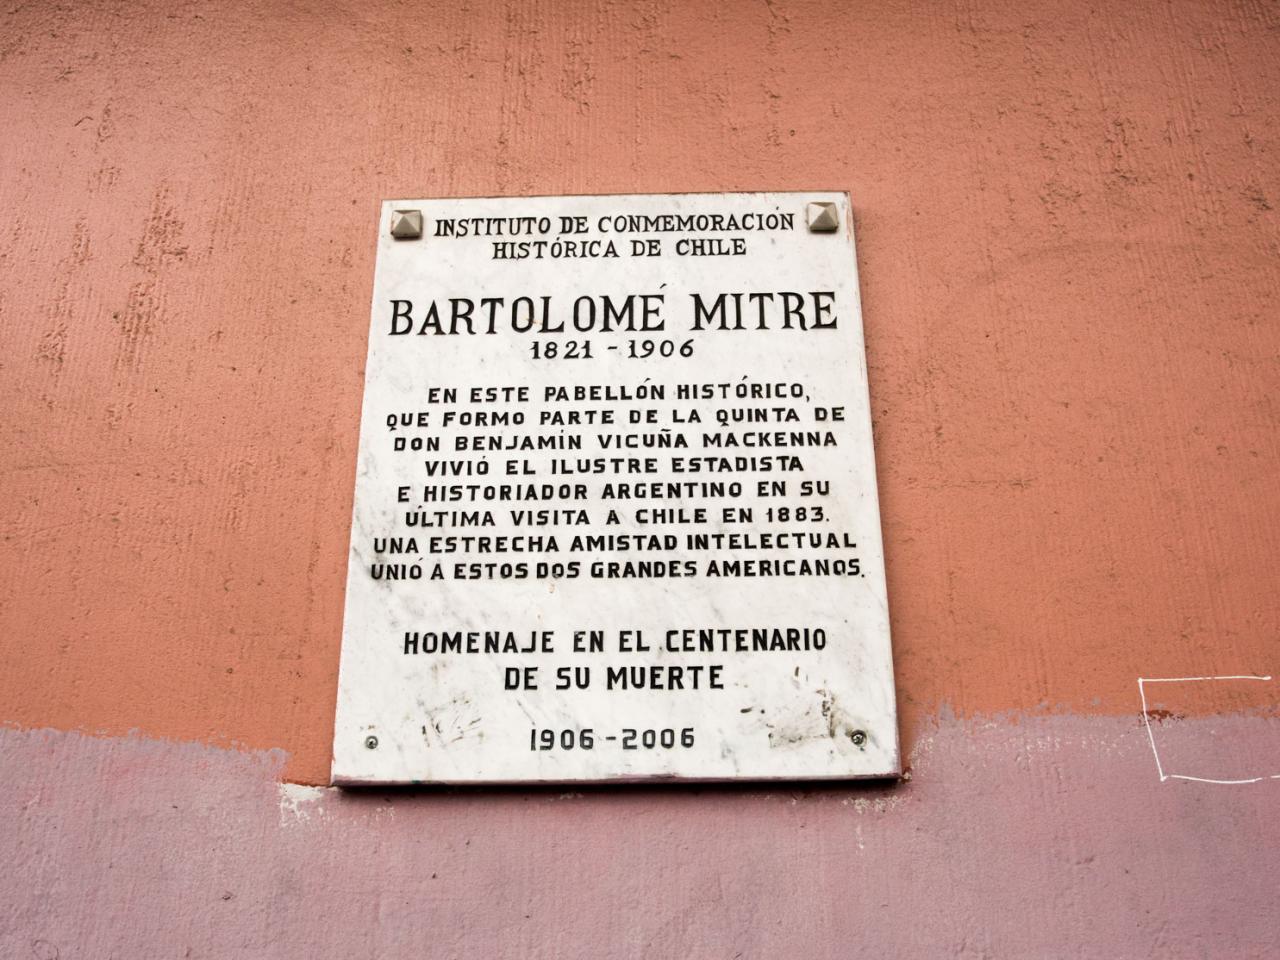 INSTITUTO DE CONMEMORACIÓN
HISTÓRICA DE CHILE
BARTOLOMÉ MITRE
1821 - 1906
EN ESTE PABELLÓN HISTÓRICO,
QUE FORMO PARTE DE LA QUINTA DE
DON BENJAMÍN VICUÑA MACKENNA
VIVIÓ EL ILUSTRE ESTADISTA
E HISTORIADOR ARGENTINO EN SU
ÚLTIMA VISITA A CHILE EN 1883.
UNA ESTRECHA AMISTAD INTELECTUAL
UNIÓ A ESTOS DOS GRANDES AMERICANOS.
HOMENAJE EN EL CENTENARIO
DE SU MUERTE
1906-2006